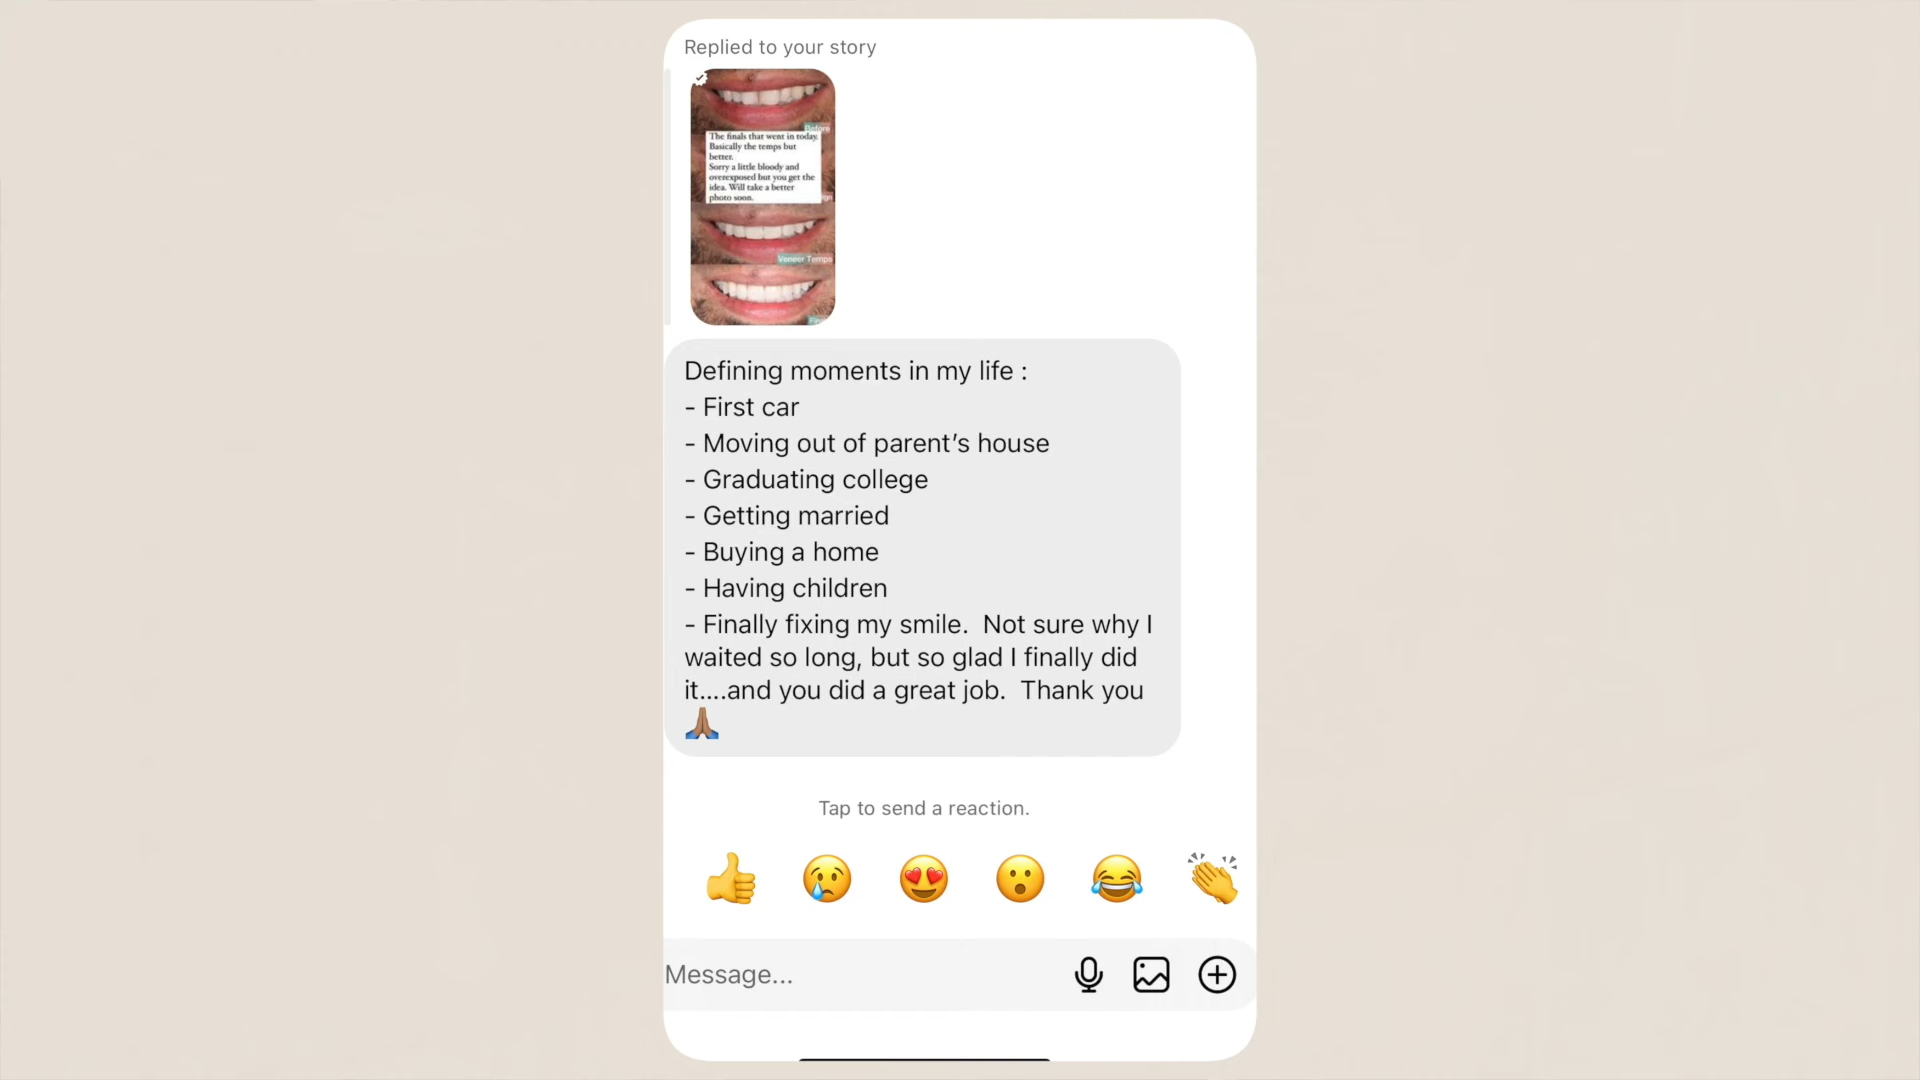 Replied to your story
Before
The finals that went in today.
Basically the temps but
better.
Sorry a little bloody and
overexposed but you get the
idea. Will take a better
photo soon.
Veneer Temps
Defining moments in my life :
- First car
- Moving out of parent’s house
- Graduating college
- Getting married
- Buying a home
- Having children
- Finally fixing my smile.  Not sure why I
waited so long, but so glad I finally did
it....and you did a great job.  Thank you
🙏🏽
Tap to send a reaction.
Message...